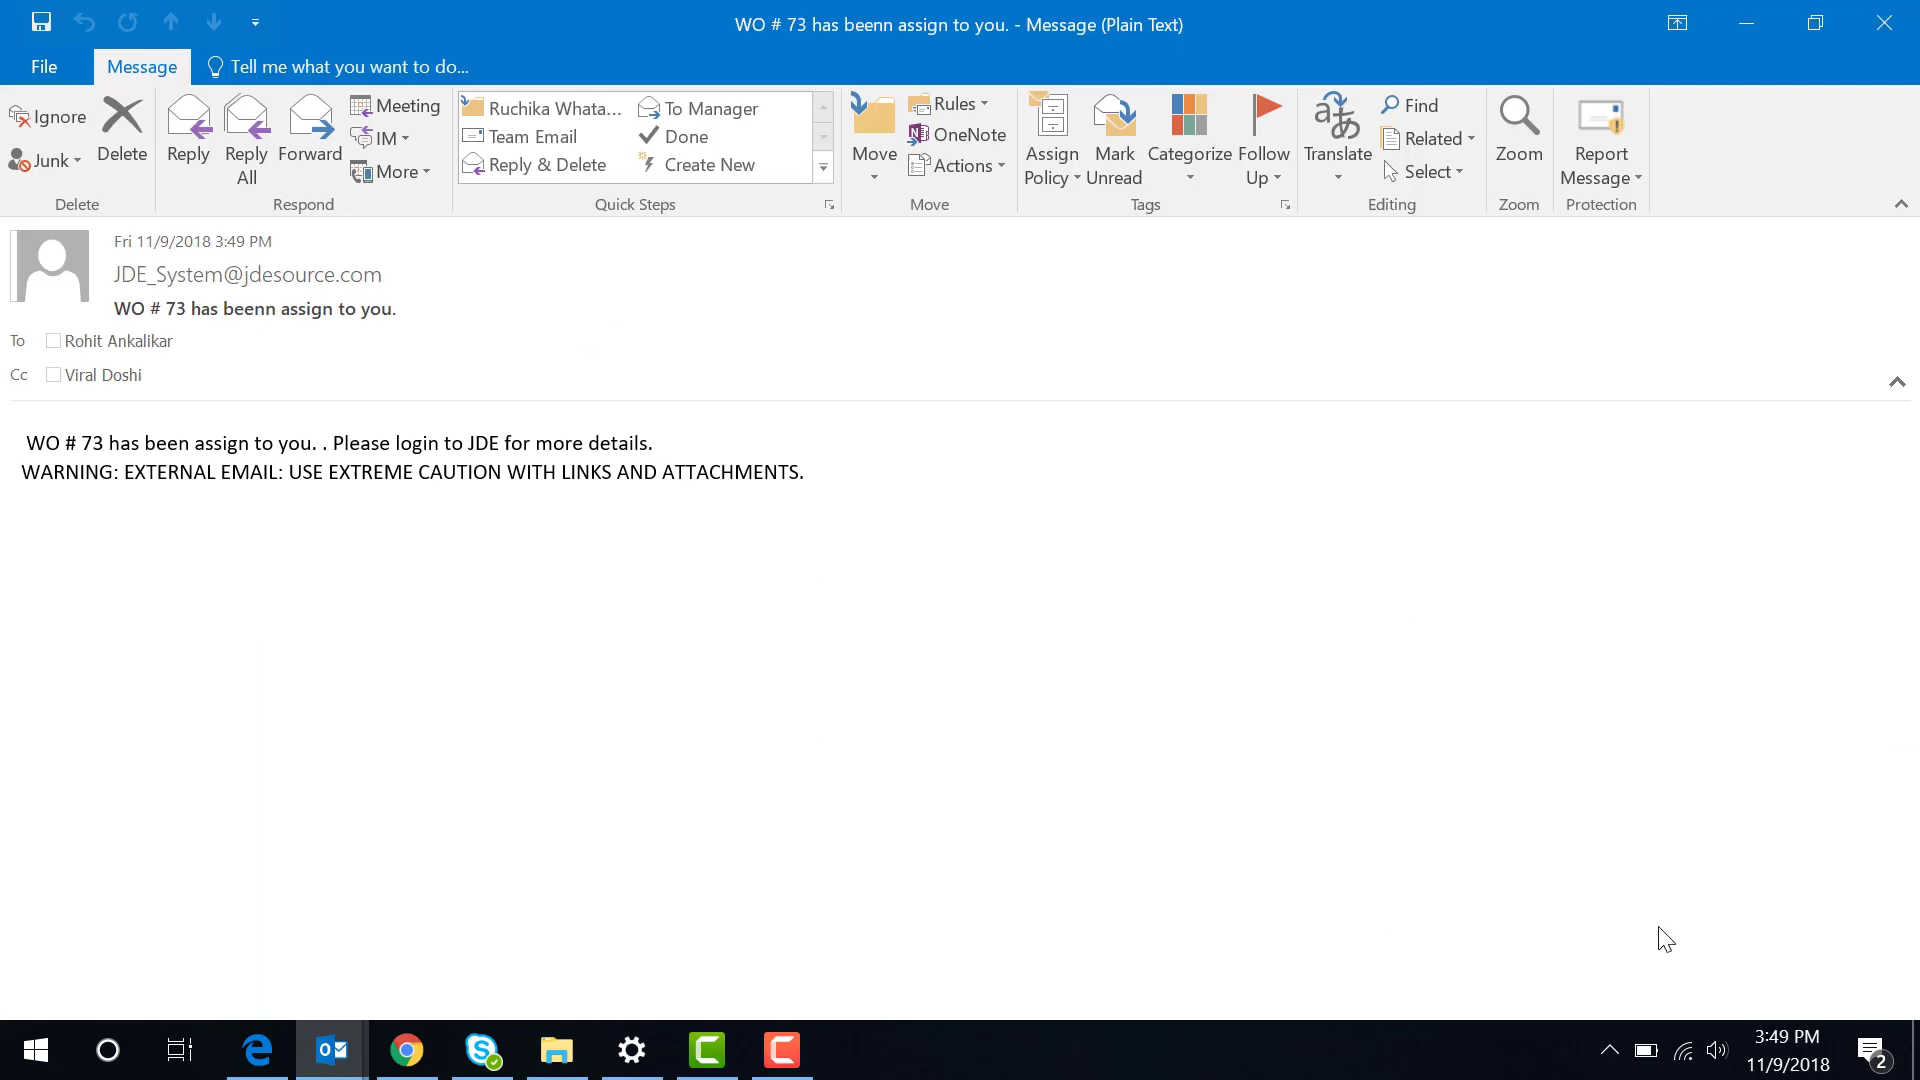 WO # 73 has beenn assign to you. - Message (Plain Text)
File
Message
Tell me what you want to do...
Ignore
Junk
Delete
Delete
Reply
Reply All
Forward
Meeting
IM
More
Respond
Ruchika Whata...
Team Email
Reply & Delete
To Manager
Done
Create New
Quick Steps
Move
Rules
OneNote
Actions
Move
Assign Policy
Mark Unread
Categorize
Follow Up
Tags
Translate
Find
Related
Select
Editing
Zoom
Zoom
Report Message
Protection
Fri 11/9/2018 3:49 PM
JDE_System@jdesource.com
WO # 73 has beenn assign to you.
To
Rohit Ankalikar
Cc
Viral Doshi
WO # 73 has been assign to you. . Please login to JDE for more details.
WARNING: EXTERNAL EMAIL: USE EXTREME CAUTION WITH LINKS AND ATTACHMENTS.
3:49 PM
11/9/2018
2